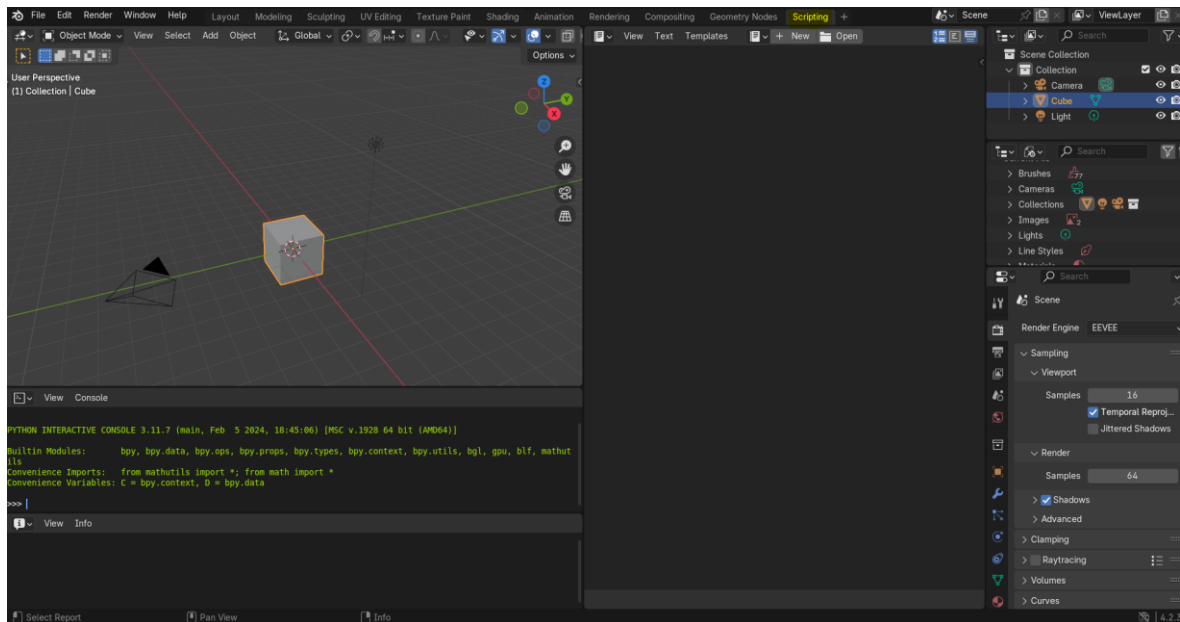 File Edit Render Window Help Layout Modeling Sculpting UV Editing Texture Paint Shading Animation Rendering Compositing Geometry Nodes Scripting + Scene ViewLayer
Object Mode View Select Add Object Global
Options
User Perspective
(1) Collection | Cube
Z
Y
X
View Console
PYTHON INTERACTIVE CONSOLE 3.11.7 (main, Feb 5 2024, 18:45:06) [MSC v.1928 64 bit (AMD64)]
Builtin Modules: bpy, bpy.data, bpy.ops, bpy.props, bpy.types, bpy.context, bpy.utils, bgl, gpu, blf, mathut
ils
Convenience Imports: from mathutils import *; from math import *
Convenience Variables: C = bpy.context, D = bpy.data
>>>
View Info
View Text Templates + New Open
Search
Scene Collection
Collection
Camera
Cube
Light
Search
Brushes 77
Cameras
Collections
Images 2
Lights
Line Styles
Search
Scene
Render Engine EEVEE
Sampling
Viewport
Samples 16
Temporal Reproj...
Jittered Shadows
Render
Samples 64
Shadows
Advanced
Clamping
Raytracing
Volumes
Curves
Select Report Pan View Info